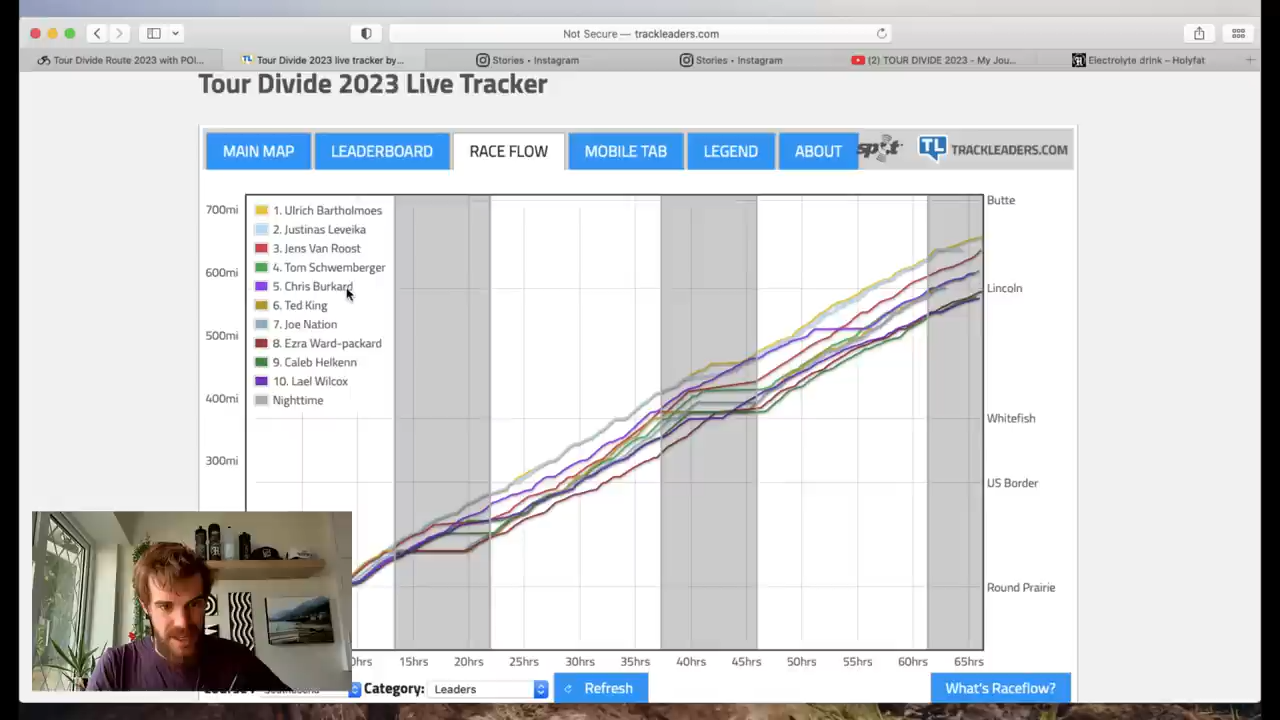 Not Secure — trackleaders.com
Tour Divide Route 2023 with POI...
Tour Divide 2023 live tracker by...
Stories • Instagram
Stories • Instagram
(2) TOUR DIVIDE 2023 - My Jou...
Electrolyte drink – Holyfat
Tour Divide 2023 Live Tracker
MAIN MAP
LEADERBOARD
RACE FLOW
MOBILE TAB
LEGEND
ABOUT
spot
TL TRACKLEADERS.COM
700mi
600mi
500mi
400mi
300mi
1. Ulrich Bartholmoes
2. Justinas Leveika
3. Jens Van Roost
4. Tom Schwemberger
5. Chris Burkard
6. Ted King
7. Joe Nation
8. Ezra Ward-packard
9. Caleb Helkenn
10. Lael Wilcox
Nighttime
Butte
Lincoln
Whitefish
US Border
Round Prairie
0hrs
15hrs
20hrs
25hrs
30hrs
35hrs
40hrs
45hrs
50hrs
55hrs
60hrs
65hrs
Category:
Leaders
Refresh
What's Raceflow?